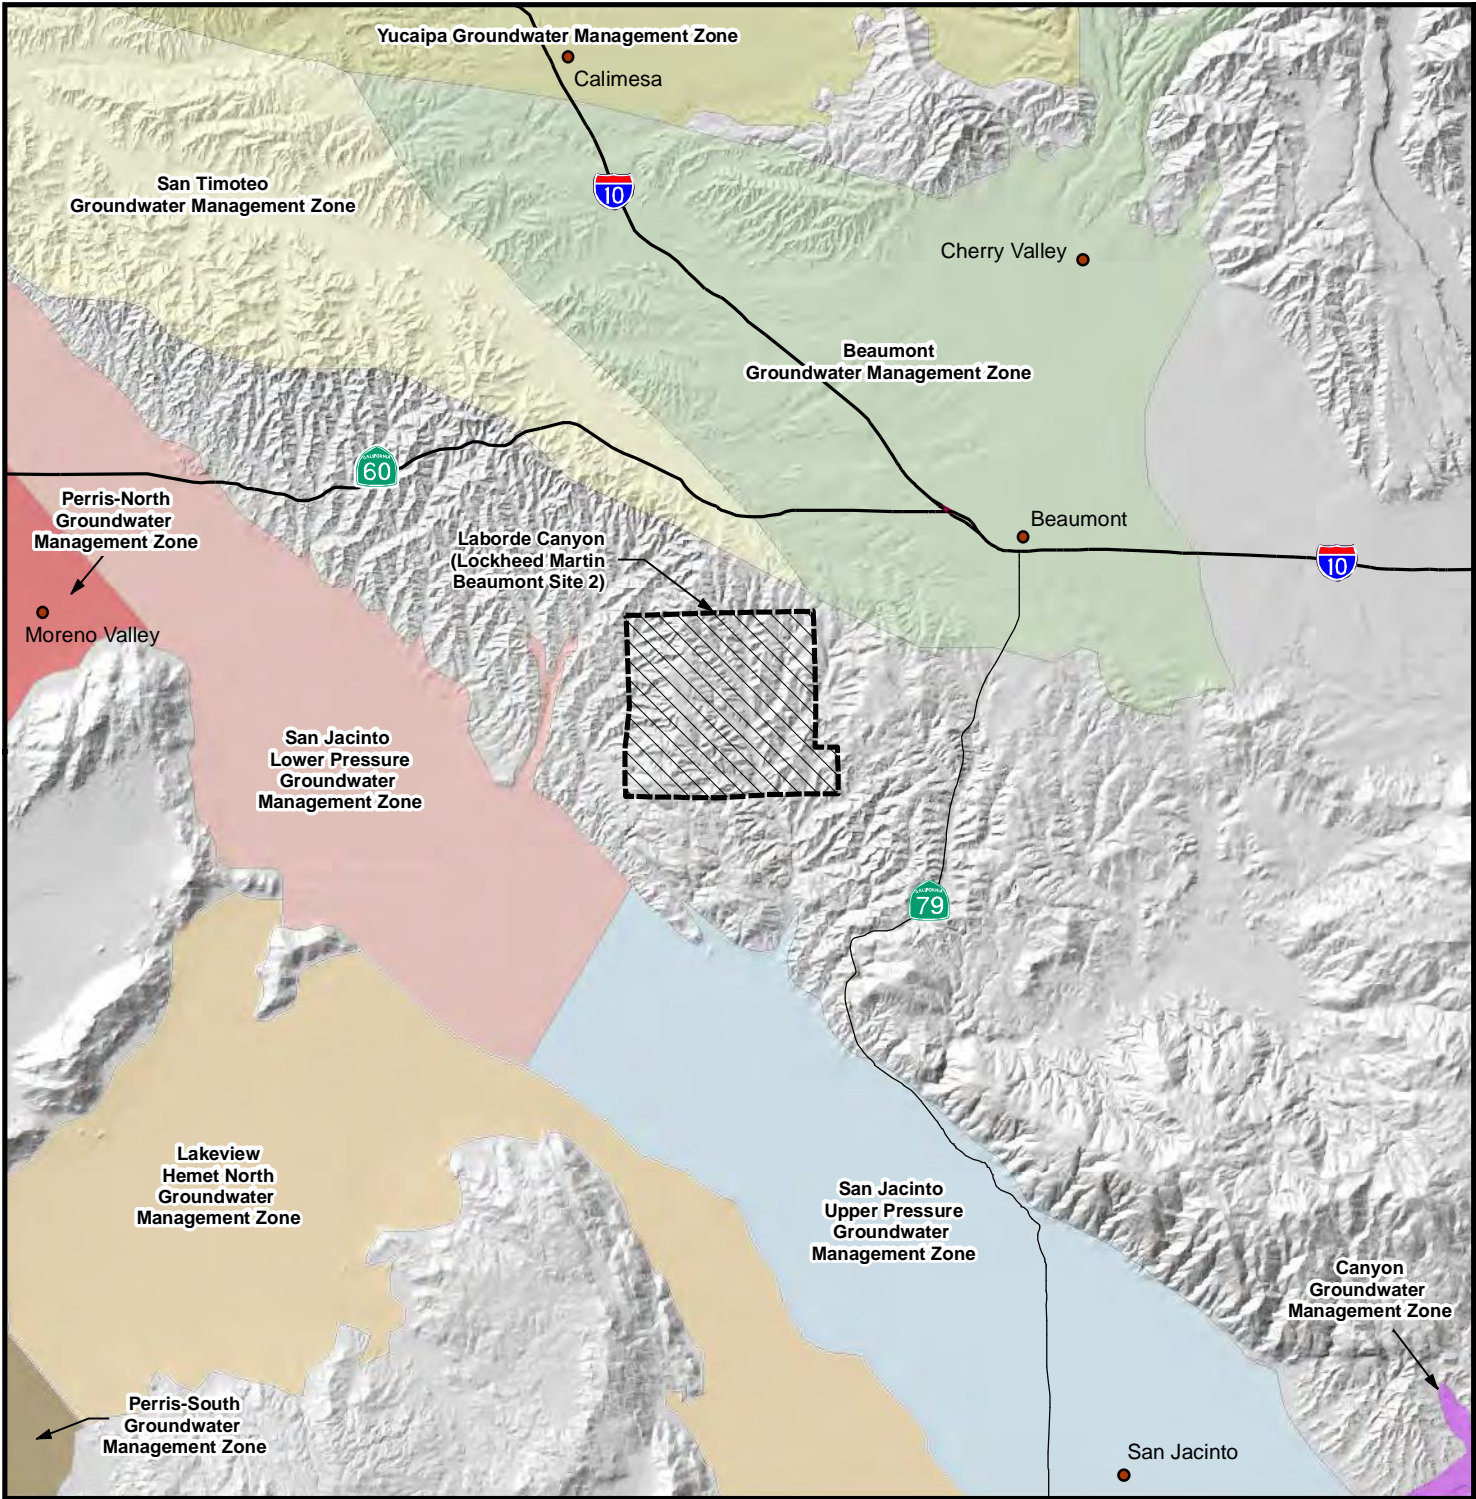 Yucaipa Groundwater Management Zone
Calimesa
San Timoteo
Groundwater Management Zone
10
Cherry Valley
Beaumont
Groundwater Management Zone
CALIFORNIA
60
Perris-North
Groundwater
Management Zone
Laborde Canyon
(Lockheed Martin
Beaumont Site 2)
Beaumont
10
Moreno Valley
San Jacinto
Lower Pressure
Groundwater
Management Zone
CALIFORNIA
79
Lakeview
Hemet North
Groundwater
Management Zone
San Jacinto
Upper Pressure
Groundwater
Management Zone
Canyon
Groundwater
Management Zone
Perris-South
Groundwater
Management Zone
San Jacinto